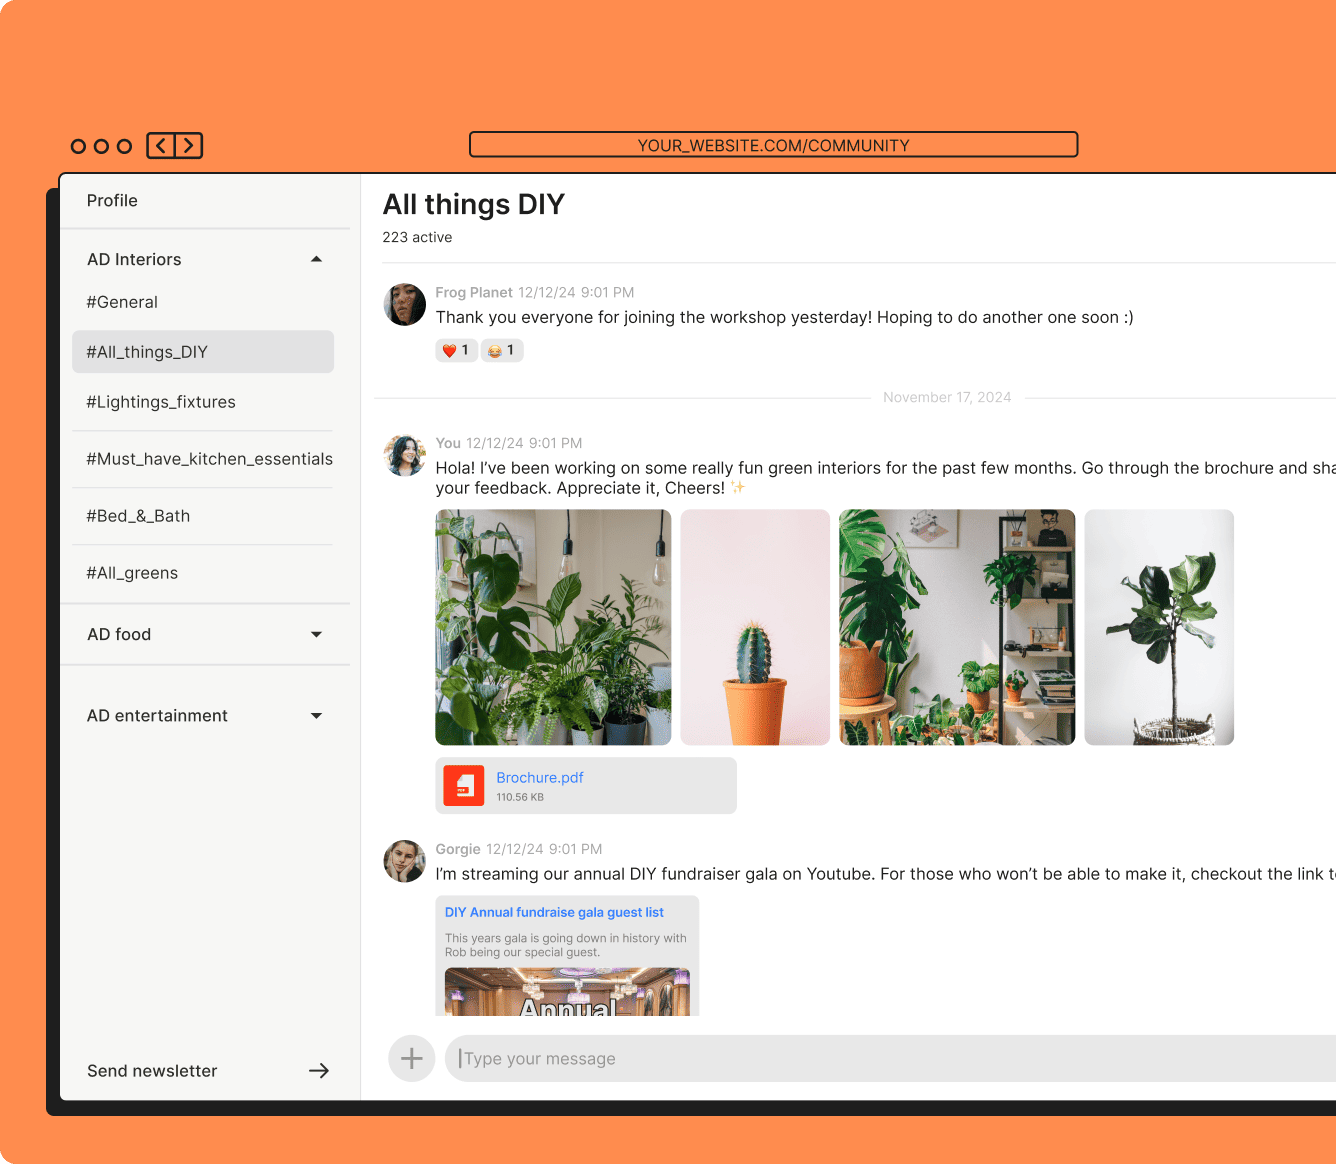 YOUR_WEBSITE.COM/COMMUNITY
Profile
AD Interiors
#General
#All_things_DIY
#Lightings_fixtures
#Must_have_kitchen_essentials
#Bed_&_Bath
#All_greens
AD food
AD entertainment
Send newsletter
All things DIY
223 active
Frog Planet 12/12/24 9:01 PM
Thank you everyone for joining the workshop yesterday! Hoping to do another one soon :)
❤️ 1 😂 1
November 17, 2024
You 12/12/24 9:01 PM
Hola! I've been working on some really fun green interiors for the past few months. Go through the brochure and sha
your feedback. Appreciate it, Cheers! ✨
PDF
Brochure.pdf
110.56 KB
Gorgie 12/12/24 9:01 PM
I'm streaming our annual DIY fundraiser gala on Youtube. For those who won't be able to make it, checkout the link t
DIY Annual fundraise gala guest list
This years gala is going down in history with
Rob being our special guest.
Annual
Type your message